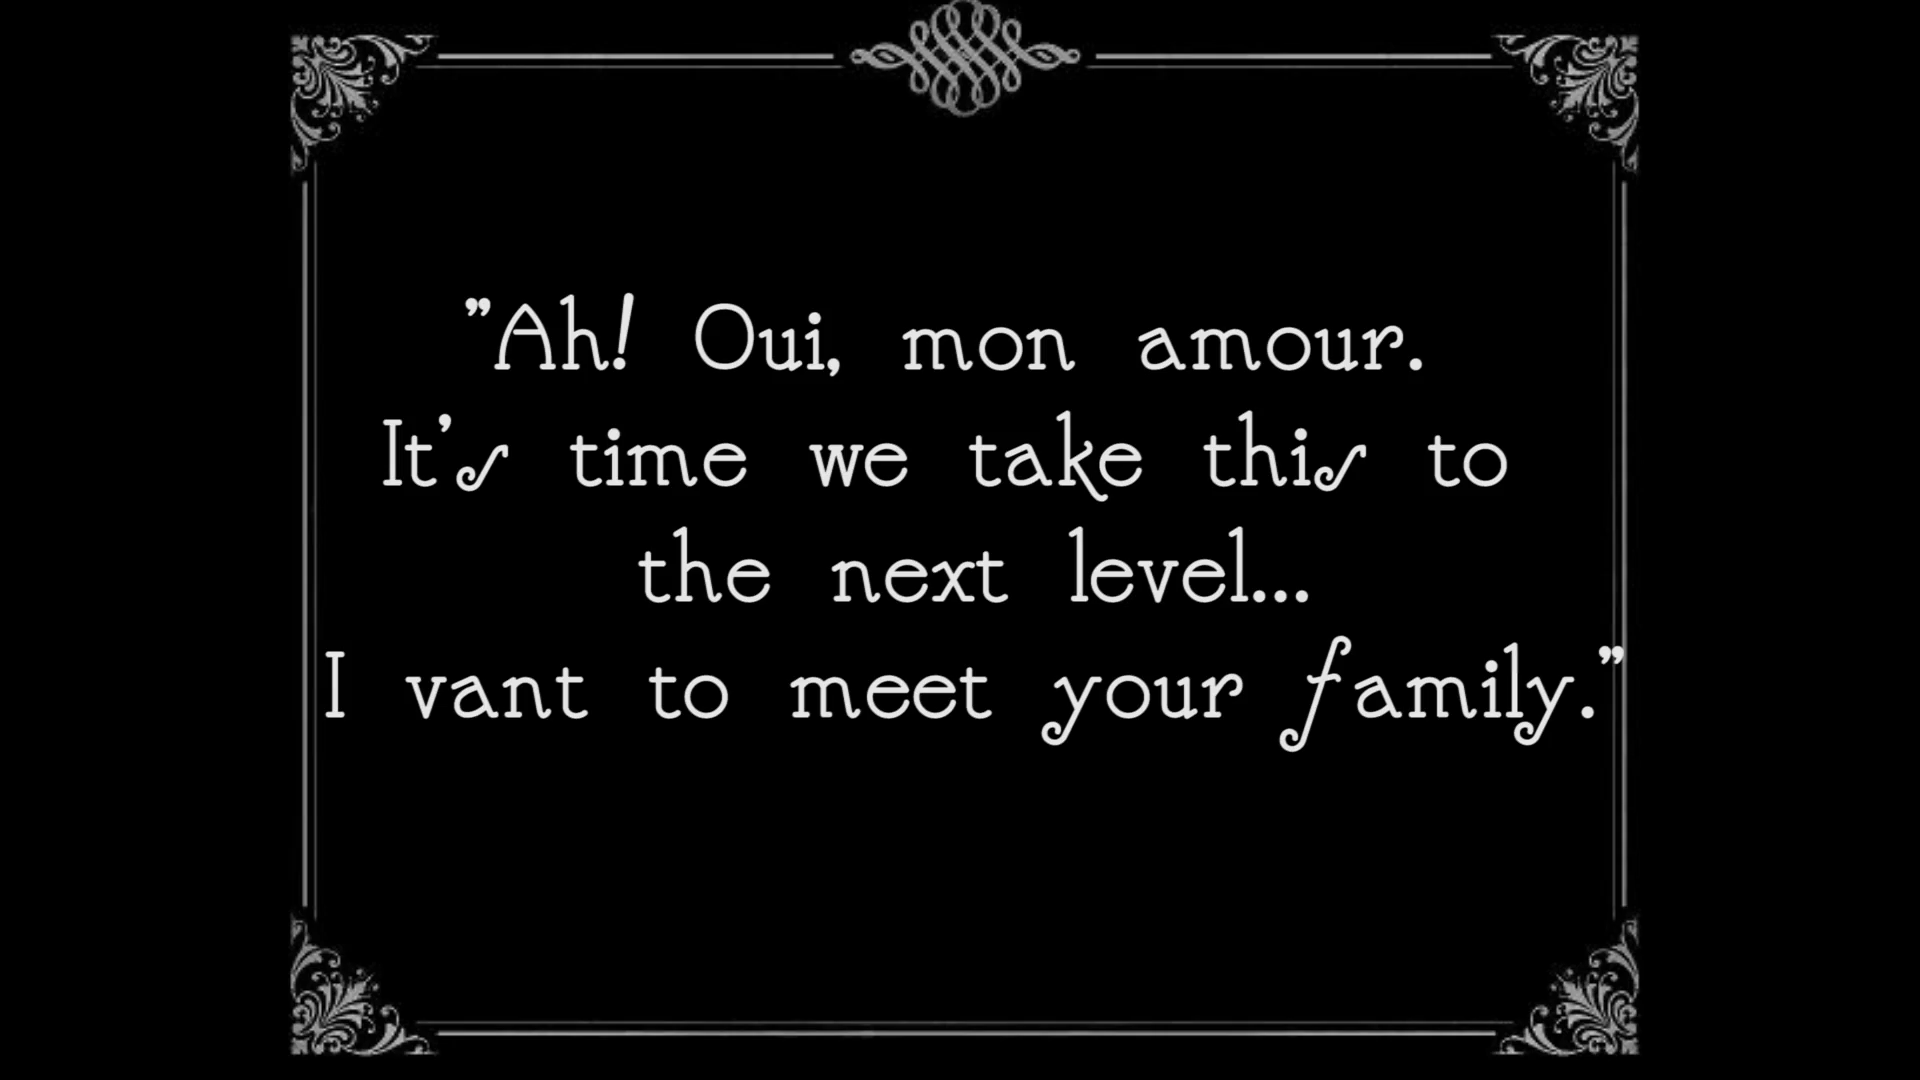 ”Ah! Oui, mon amour.
It’s time we take this to
the next level...
I vant to meet your family.”